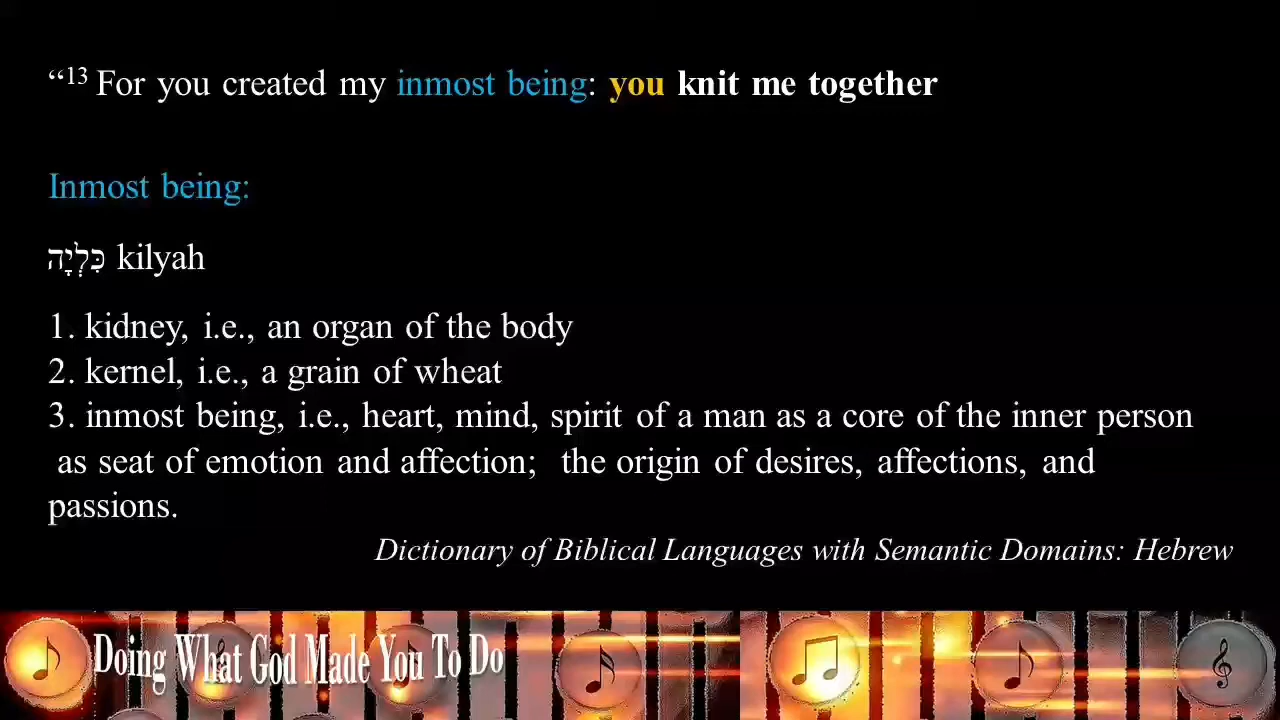 “13 For you created my inmost being: you knit me together
Inmost being:
כִּלְיָה kilyah
1. kidney, i.e., an organ of the body
2. kernel, i.e., a grain of wheat
3. inmost being, i.e., heart, mind, spirit of a man as a core of the inner person
as seat of emotion and affection; the origin of desires, affections, and
passions.
Dictionary of Biblical Languages with Semantic Domains: Hebrew
Doing What God Made You To Do